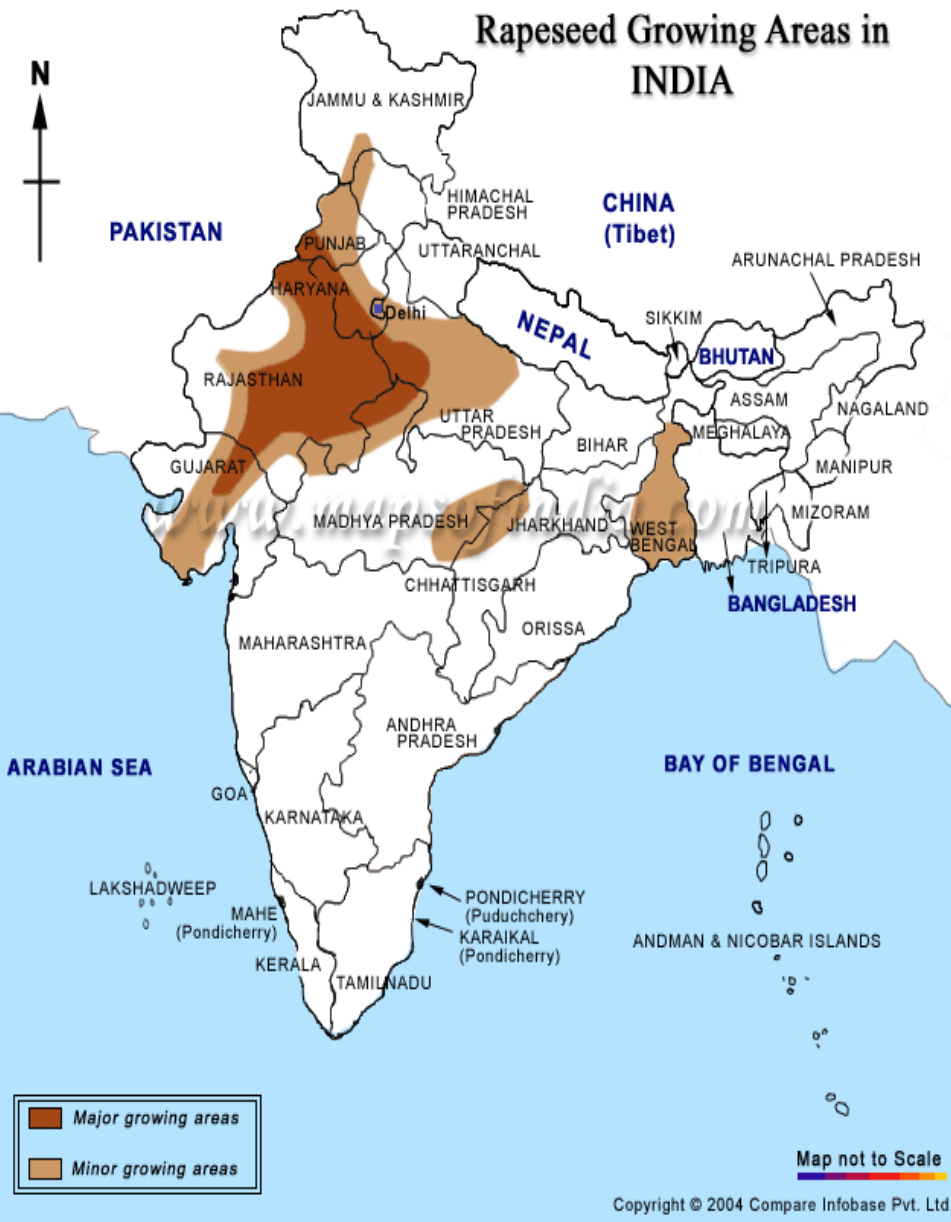 Rapeseed Growing Areas in
INDIA
N
JAMMU & KASHMIR
HIMACHAL
PRADESH
CHINA
(Tibet)
PAKISTAN
PUNJAB
UTTARANCHAL
ARUNACHAL PRADESH
HARYANA
Delhi
NEPAL
SIKKIM
BHUTAN
RAJASTHAN
UTTAR
PRADESH
ASSAM
NAGALAND
BIHAR
MEGHALAYA
GUJARAT
MANIPUR
www.mapsofindia.com
MADHYA PRADESH
JHARKHAND
WEST
BENGAL
MIZORAM
TRIPURA
CHHATTISGARH
BANGLADESH
ORISSA
MAHARASHTRA
ANDHRA
PRADESH
ARABIAN SEA
BAY OF BENGAL
GOA
KARNATAKA
LAKSHADWEEP
MAHE
(Pondicherry)
PONDICHERRY
(Puduchchery)
KARAIKAL
(Pondicherry)
ANDMAN & NICOBAR ISLANDS
KERALA
TAMILNADU
Major growing areas
Minor growing areas
Map not to Scale
Copyright © 2004 Compare Infobase Pvt. Ltd